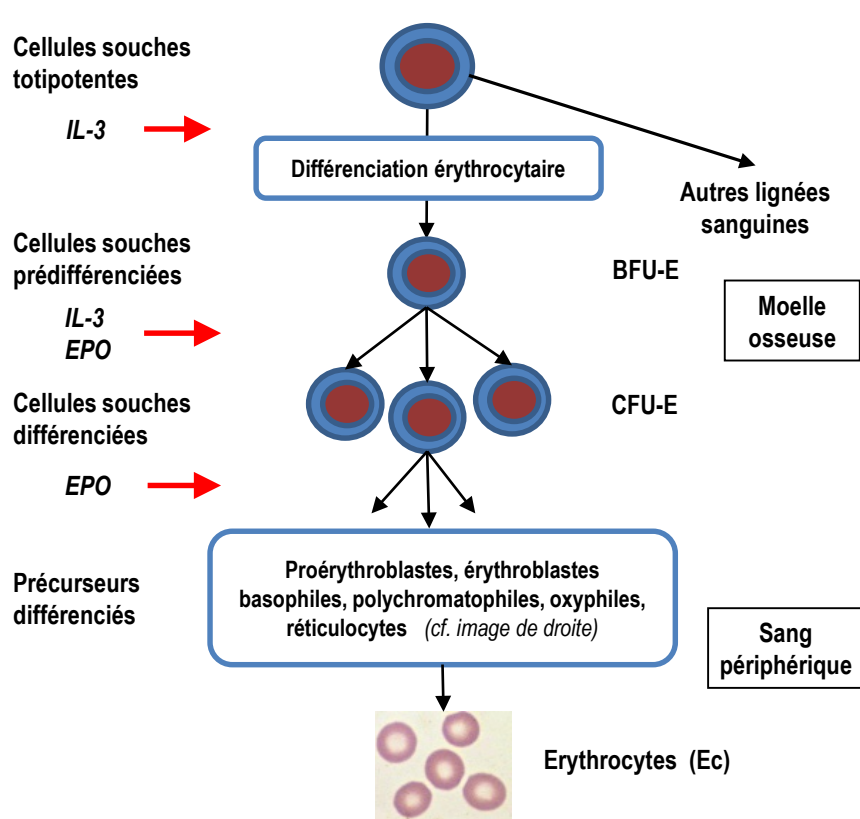 Cellules souches
totipotentes
IL-3
Différenciation érythrocytaire
Autres lignées
sanguines
Cellules souches
prédifférenciées
BFU-E
IL-3
EPO
Moelle
osseuse
Cellules souches
différenciées
CFU-E
EPO
Précurseurs
différenciés
Proérythroblastes, érythroblastes
basophiles, polychromatophiles, oxyphiles,
réticulocytes (cf. image de droite)
Sang
périphérique
Erythrocytes (Ec)